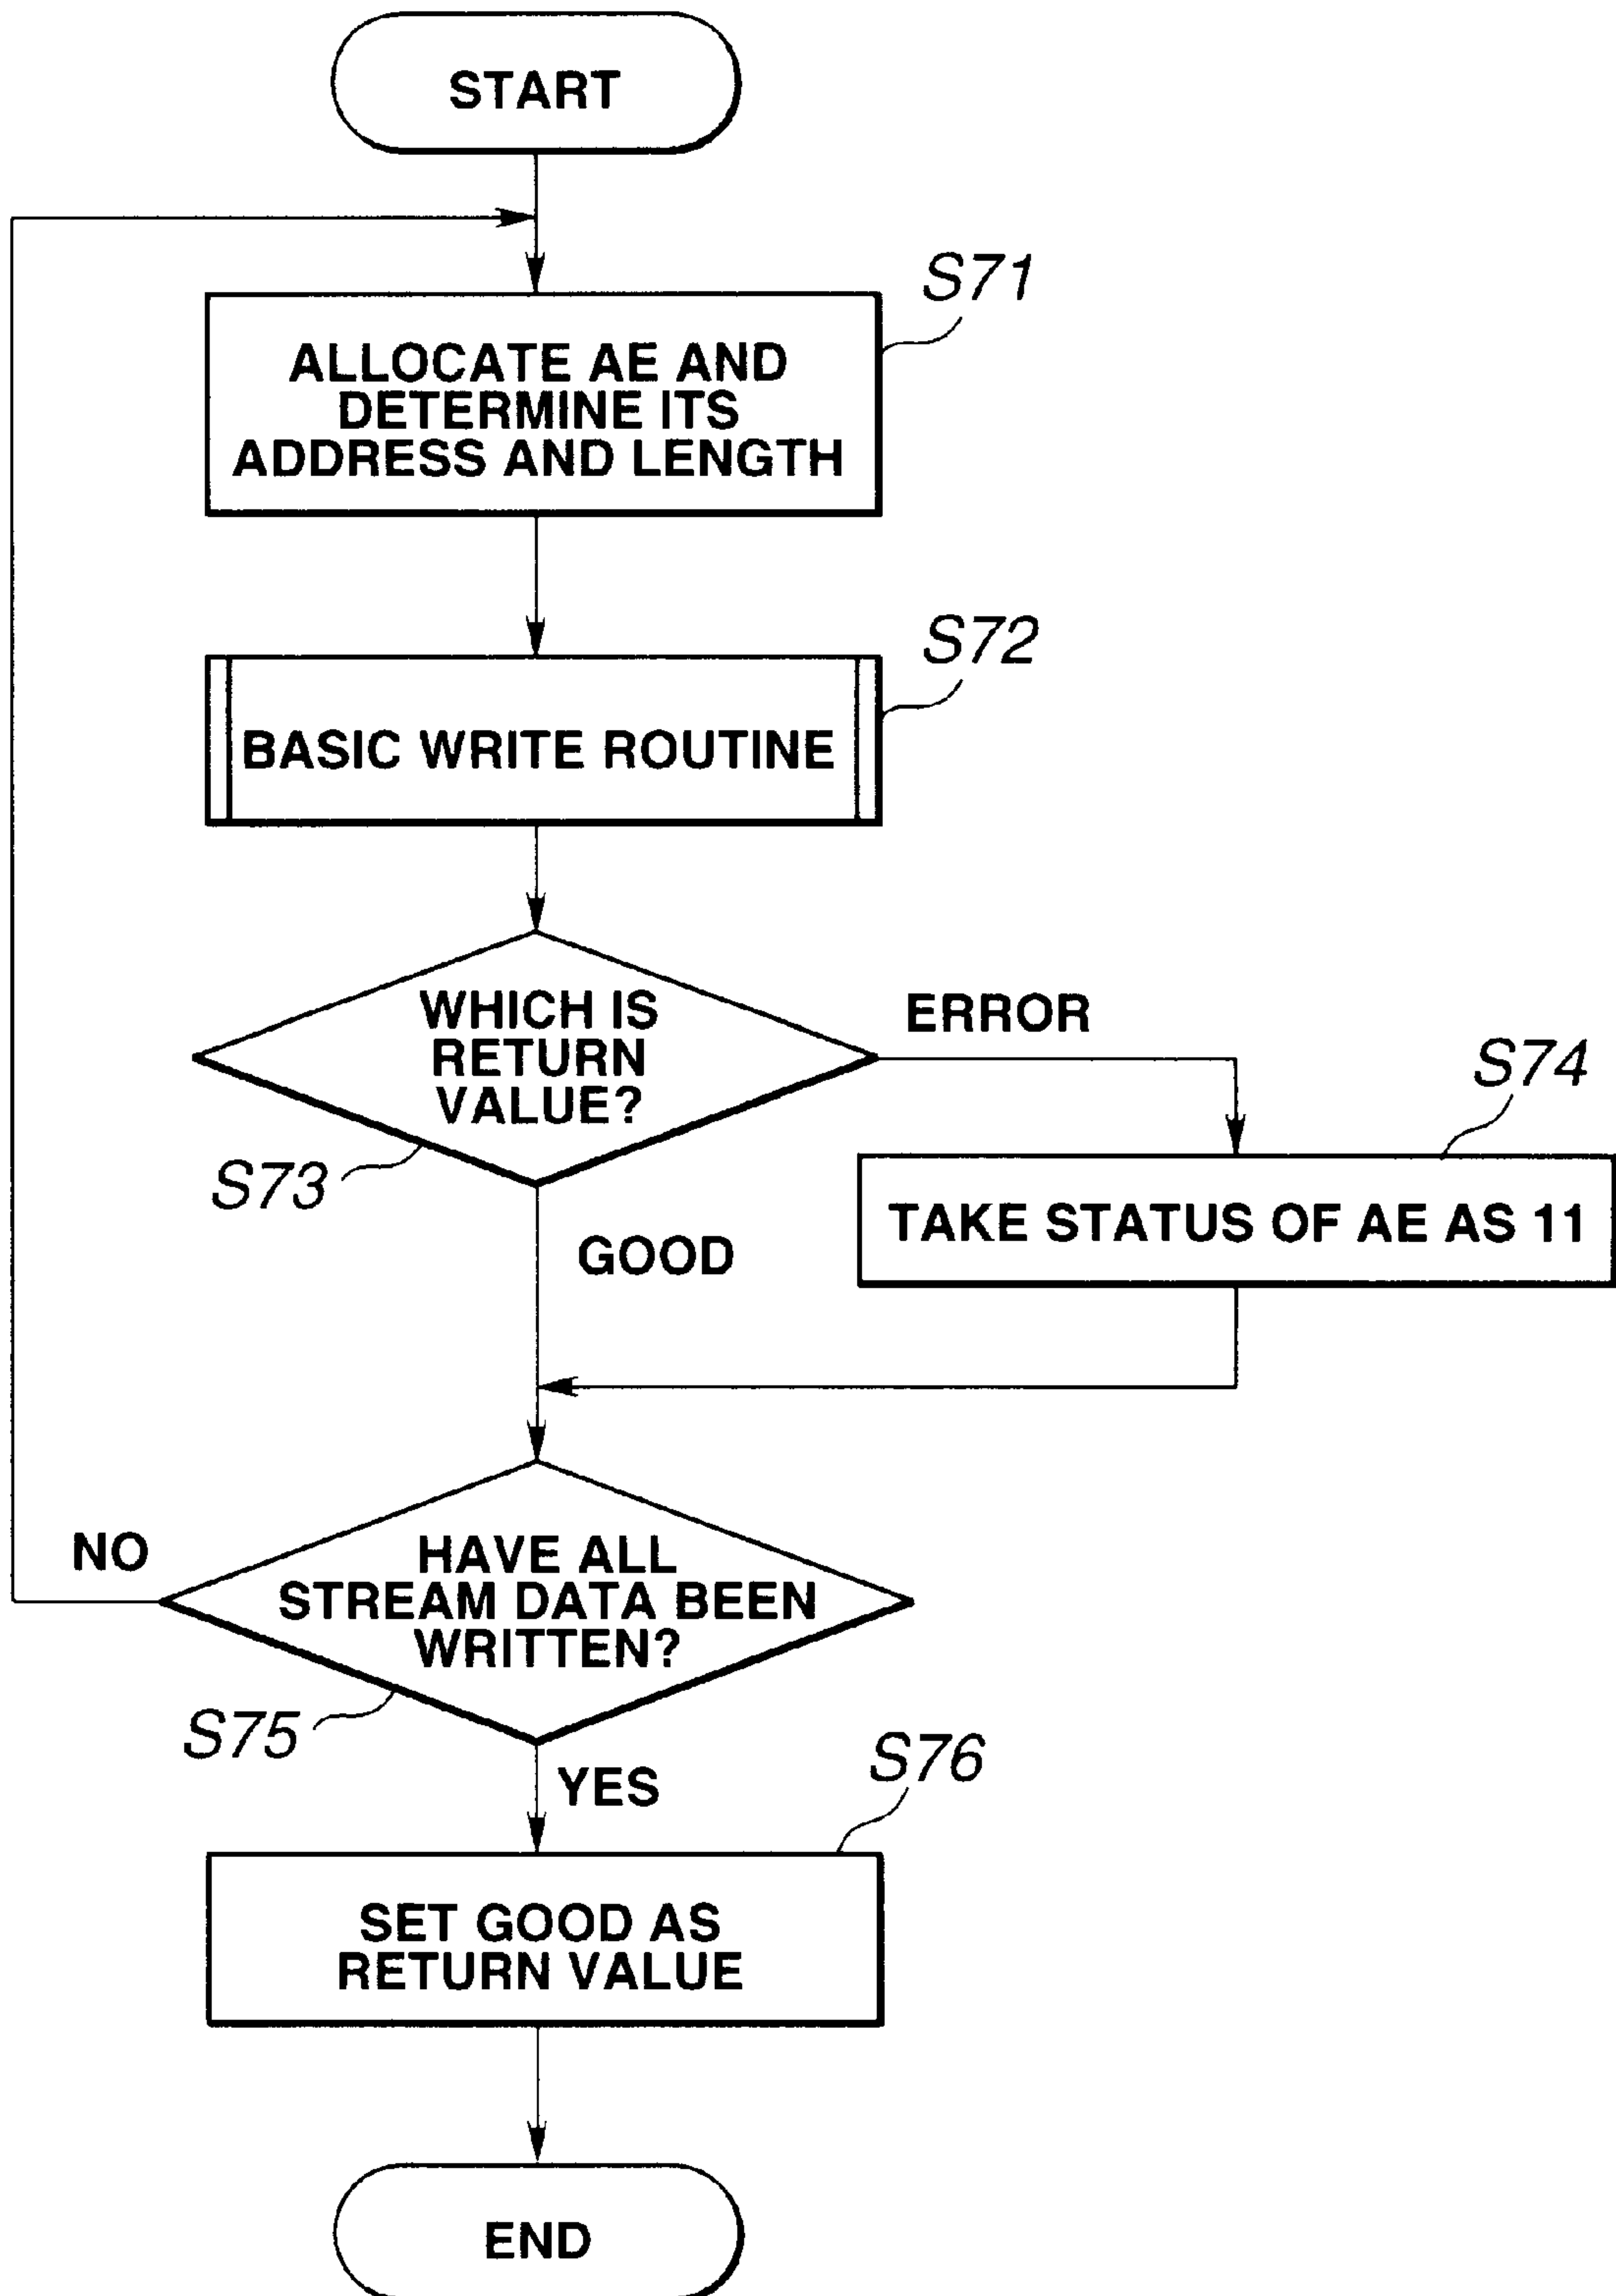 START
S71
ALLOCATE AE AND
DETERMINE ITS
ADDRESS AND LENGTH
S72
BASIC WRITE ROUTINE
WHICH IS
RETURN
VALUE?
ERROR
S73
S74
TAKE STATUS OF AE AS 11
GOOD
NO
HAVE ALL
STREAM DATA BEEN
WRITTEN?
S75
YES
S76
SET GOOD AS
RETURN VALUE
END